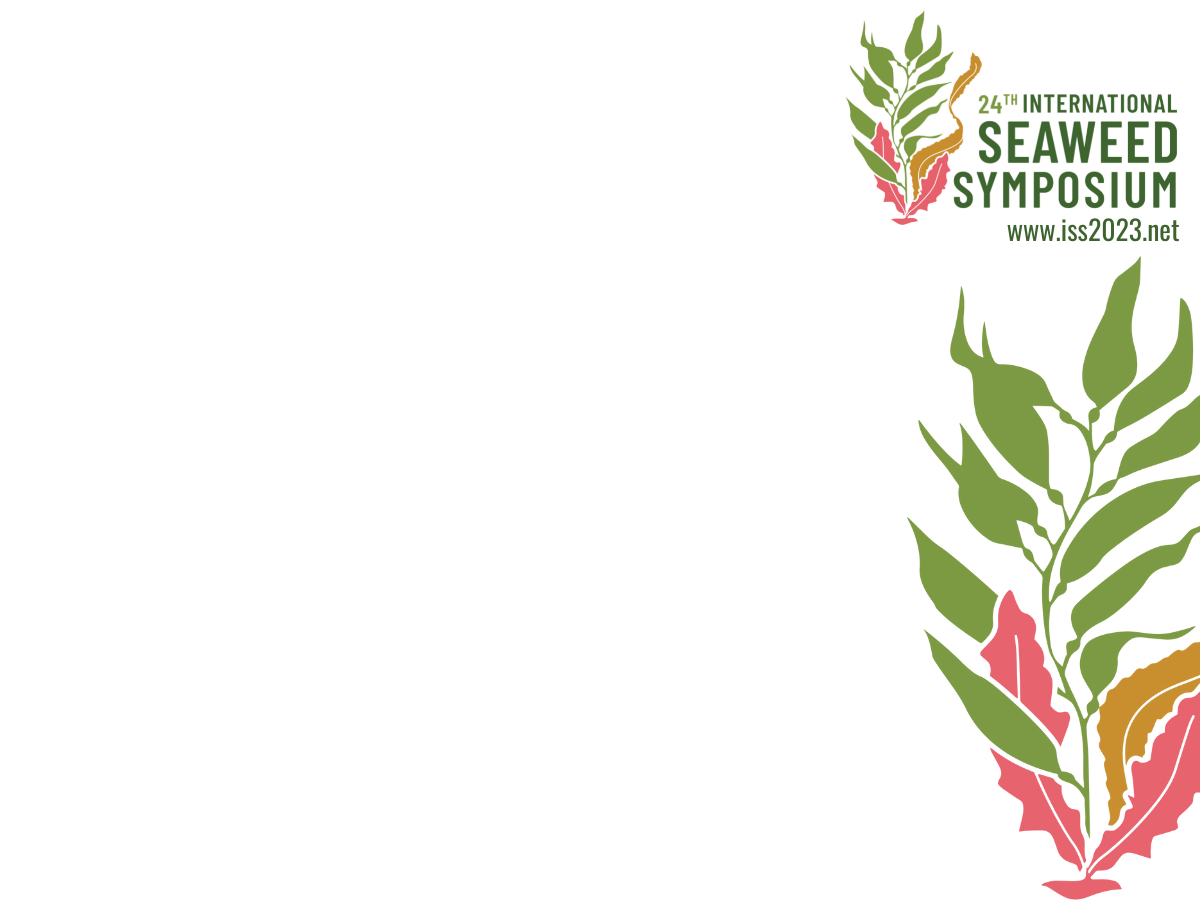 24TH INTERNATIONAL
SEAWEED
SYMPOSIUM
www.iss2023.net